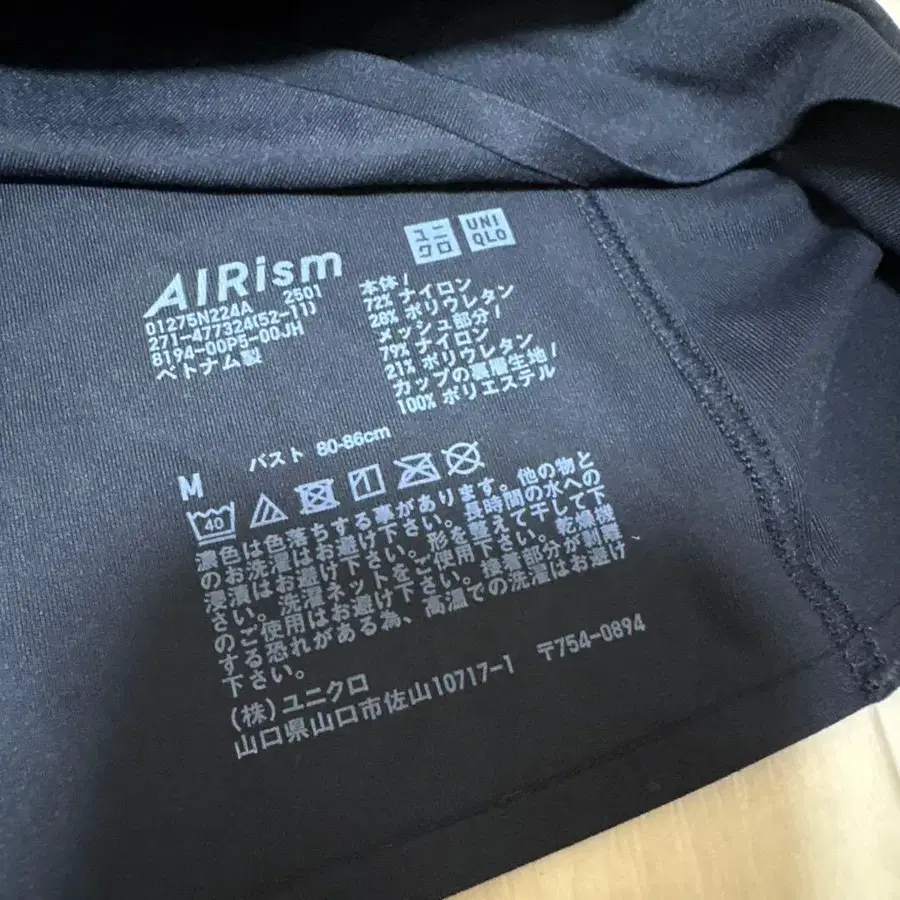 AIRism
01275N224A 2501
271-477324(52-11)
8194-00P5-00JH
ベトナム製
ユニ
クロ
UNI
QLO
本体/
72% ナイロン
28% ポリウレタン
メッシュ部分/
79% ナイロン
21% ポリウレタン
カップの裏層生地/
100% ポリエステル
M バスト 80-86cm
40
濃色は色落ちする事があります。他の物と
のお洗濯はお避け下さい。長時間の水への
浸漬はお避け下さい。形を整えて干して下
さい。洗濯ネットをご使用下さい。乾燥機
のご使用はお避け下さい。接着部分が剥離
する恐れがある為、高温での洗濯はお避け
下さい。
(株)ユニクロ
山口県山口市佐山10717-1 〒754-0894